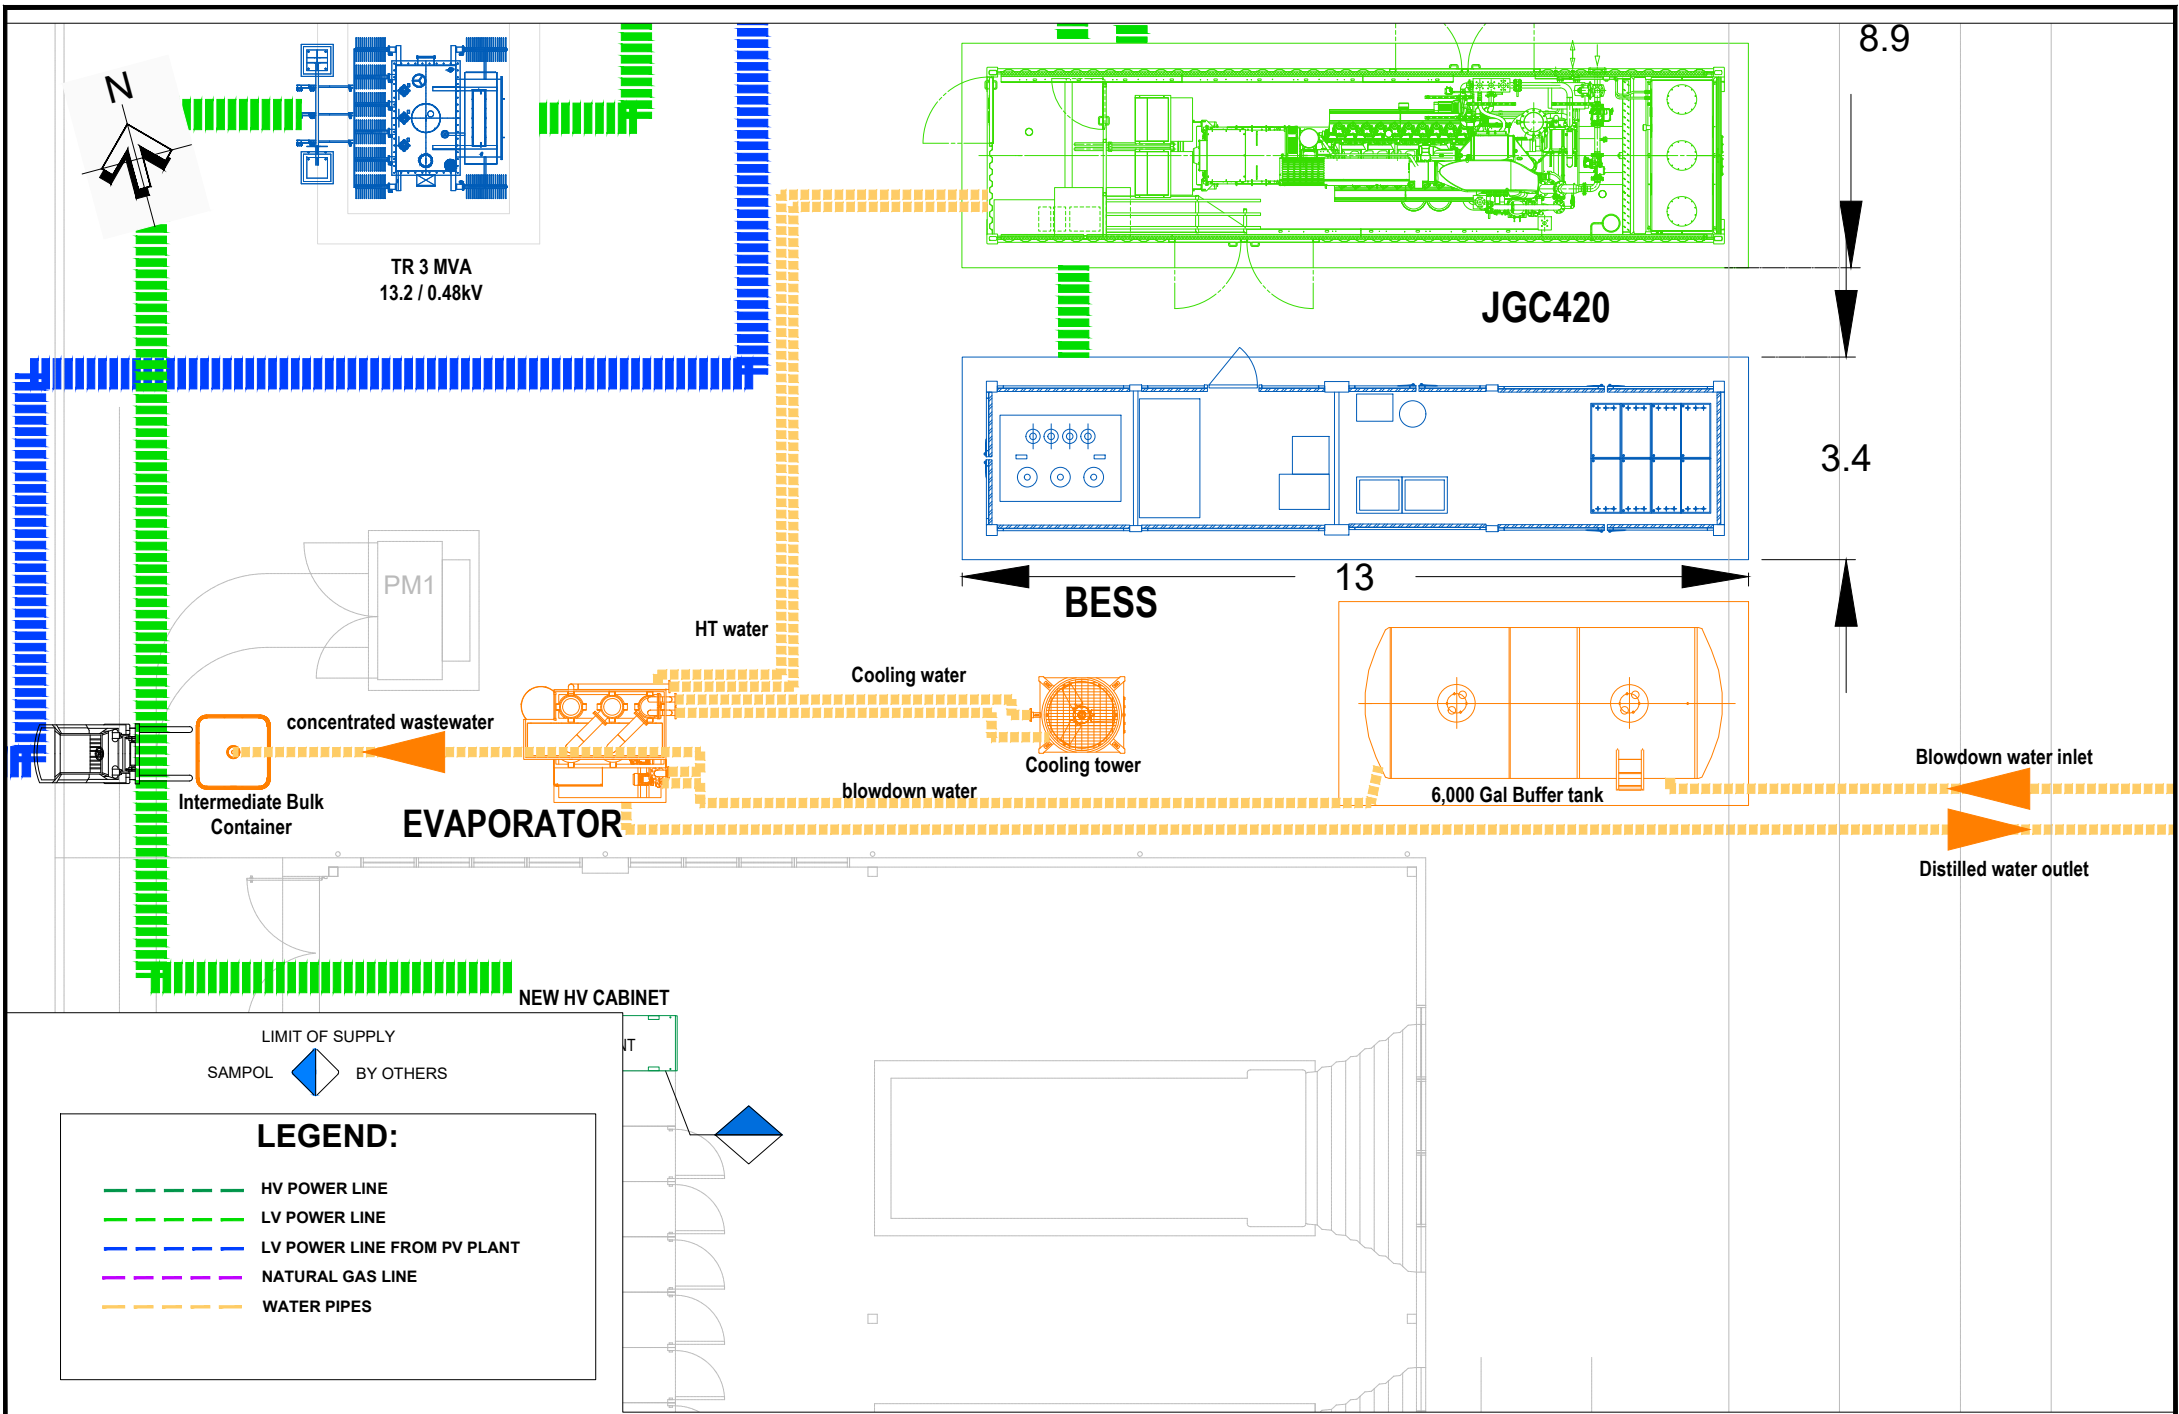 8.9
N
TR 3 MVA
13.2 / 0.48kV
JGC420
3.4
13
BESS
PM1
HT water
Cooling water
concentrated wastewater
Cooling tower
Blowdown water inlet
blowdown water
6,000 Gal Buffer tank
Intermediate Bulk
Container
EVAPORATOR
Distilled water outlet
NEW HV CABINET
NT
LIMIT OF SUPPLY
SAMPOL BY OTHERS
LEGEND:
HV POWER LINE
LV POWER LINE
LV POWER LINE FROM PV PLANT
NATURAL GAS LINE
WATER PIPES